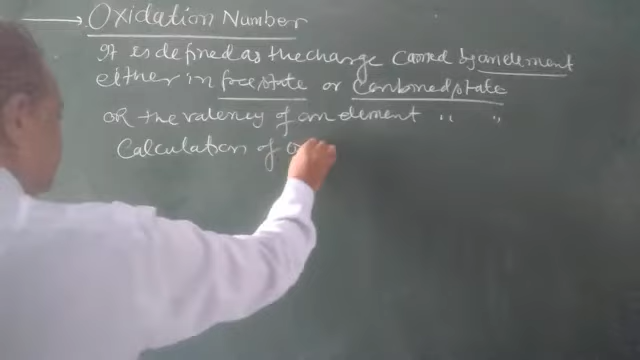 Oxidation Number
It is defined as the charge carried by an element
either in free state or Combined state
OR the valency of an element " "
Calculation of O